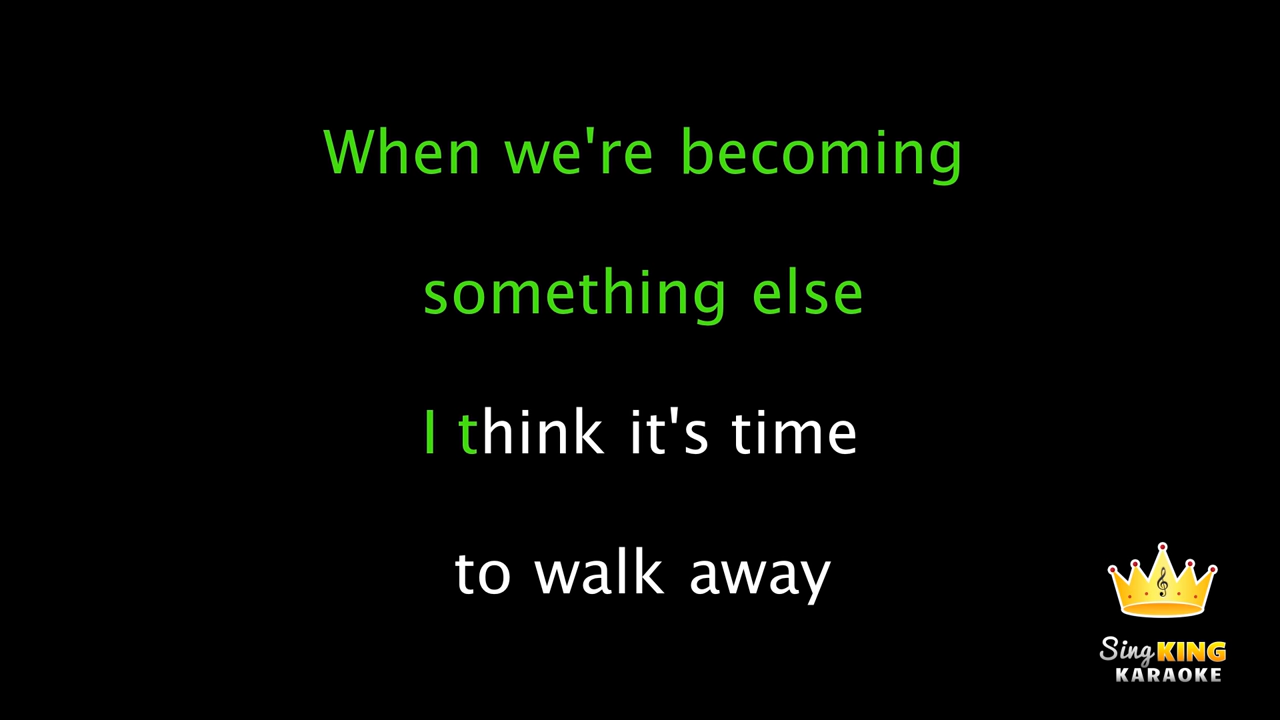 When we're becoming
something else
I think it's time
to walk away
Sing KING
KARAOKE